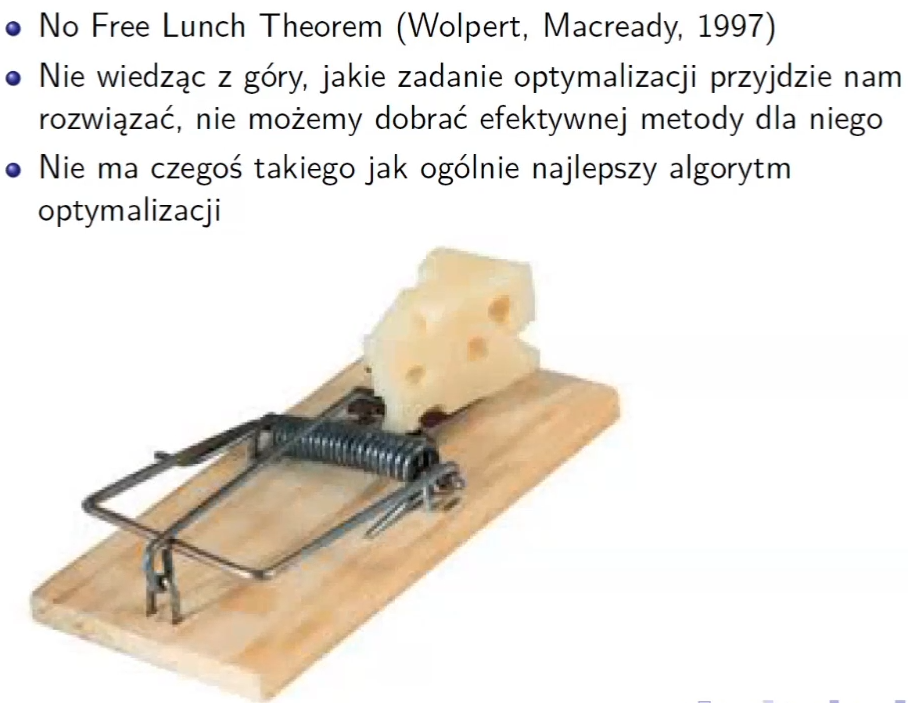 No Free Lunch Theorem (Wolpert, Macready, 1997)
Nie wiedząc z góry, jakie zadanie optymalizacji przyjdzie nam
rozwiązać, nie możemy dobrać efektywnej metody dla niego
Nie ma czegoś takiego jak ogólnie najlepszy algorytm
optymalizacji